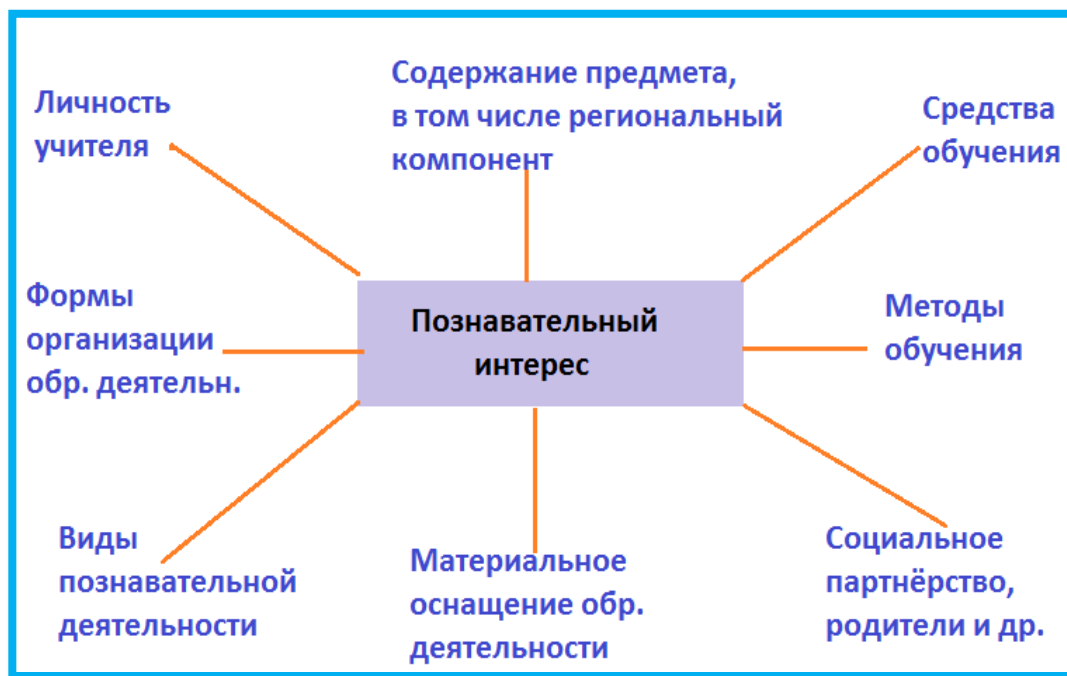 Личность
учителя
Содержание предмета,
в том числе региональный
компонент
Средства
обучения
Формы
организации
обр. деятельн.
Познавательный
интерес
Методы
обучения
Виды
познавательной
деятельности
Материальное
оснащение обр.
деятельности
Социальное
партнёрство,
родители и др.